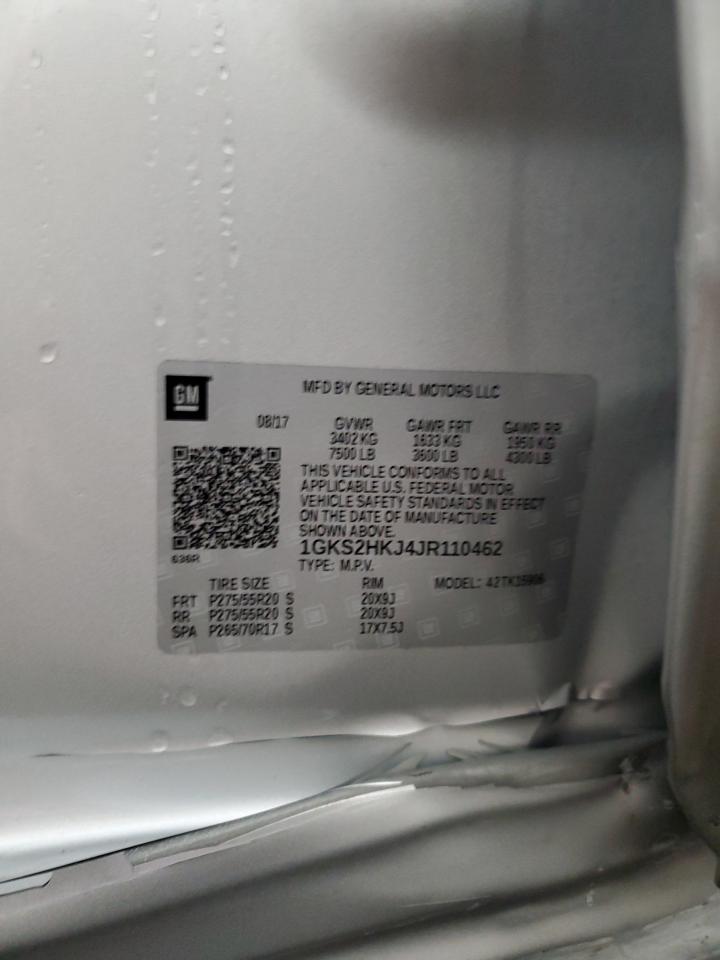 GM
MFD BY GENERAL MOTORS LLC
08/17 GVWR GAWR FRT GAWR RR
3402 KG 1633 KG 1950 KG
7500 LB 3600 LB 4300 LB
THIS VEHICLE CONFORMS TO ALL
APPLICABLE U.S. FEDERAL MOTOR
VEHICLE SAFETY STANDARDS IN EFFECT
ON THE DATE OF MANUFACTURE
SHOWN ABOVE.
1GKS2HKJ4JR110462
TYPE: M.P.V.
TIRE SIZE RIM MODEL:
FRT P275/55R20 S 20X9J
RR P275/55R20 S 20X9J
SPA P265/70R17 S 17X7.5J